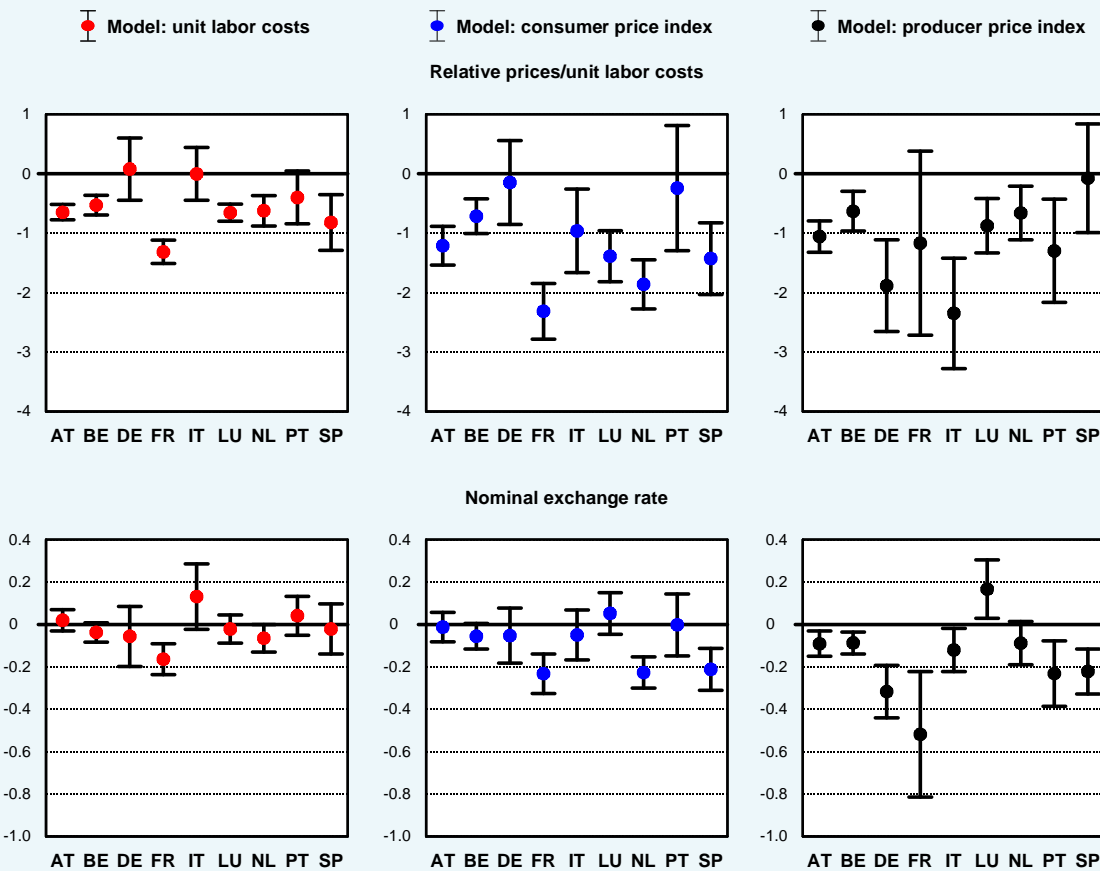 Model: unit labor costs Model: consumer price index Model: producer price index
Relative prices/unit labor costs
1 1 1
0 0 0
-1 -1 -1
-2 -2 -2
-3 -3 -3
-4 -4 -4
AT BE DE FR IT LU NL PT SP AT BE DE FR IT LU NL PT SP AT BE DE FR IT LU NL PT SP
Nominal exchange rate
0.4 0.4 0.4
0.2 0.2 0.2
0 0 0
-0.2 -0.2 -0.2
-0.4 -0.4 -0.4
-0.6 -0.6 -0.6
-0.8 -0.8 -0.8
-1.0 -1.0 -1.0
AT BE DE FR IT LU NL PT SP AT BE DE FR IT LU NL PT SP AT BE DE FR IT LU NL PT SP